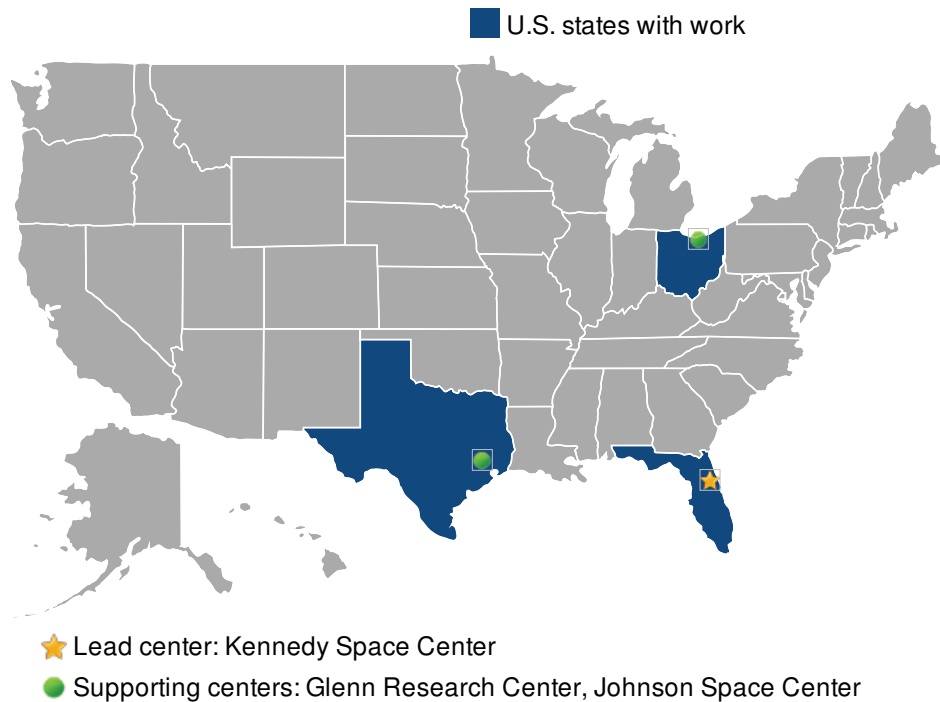 U.S. states with work
Lead center: Kennedy Space Center
Supporting centers: Glenn Research Center, Johnson Space Center